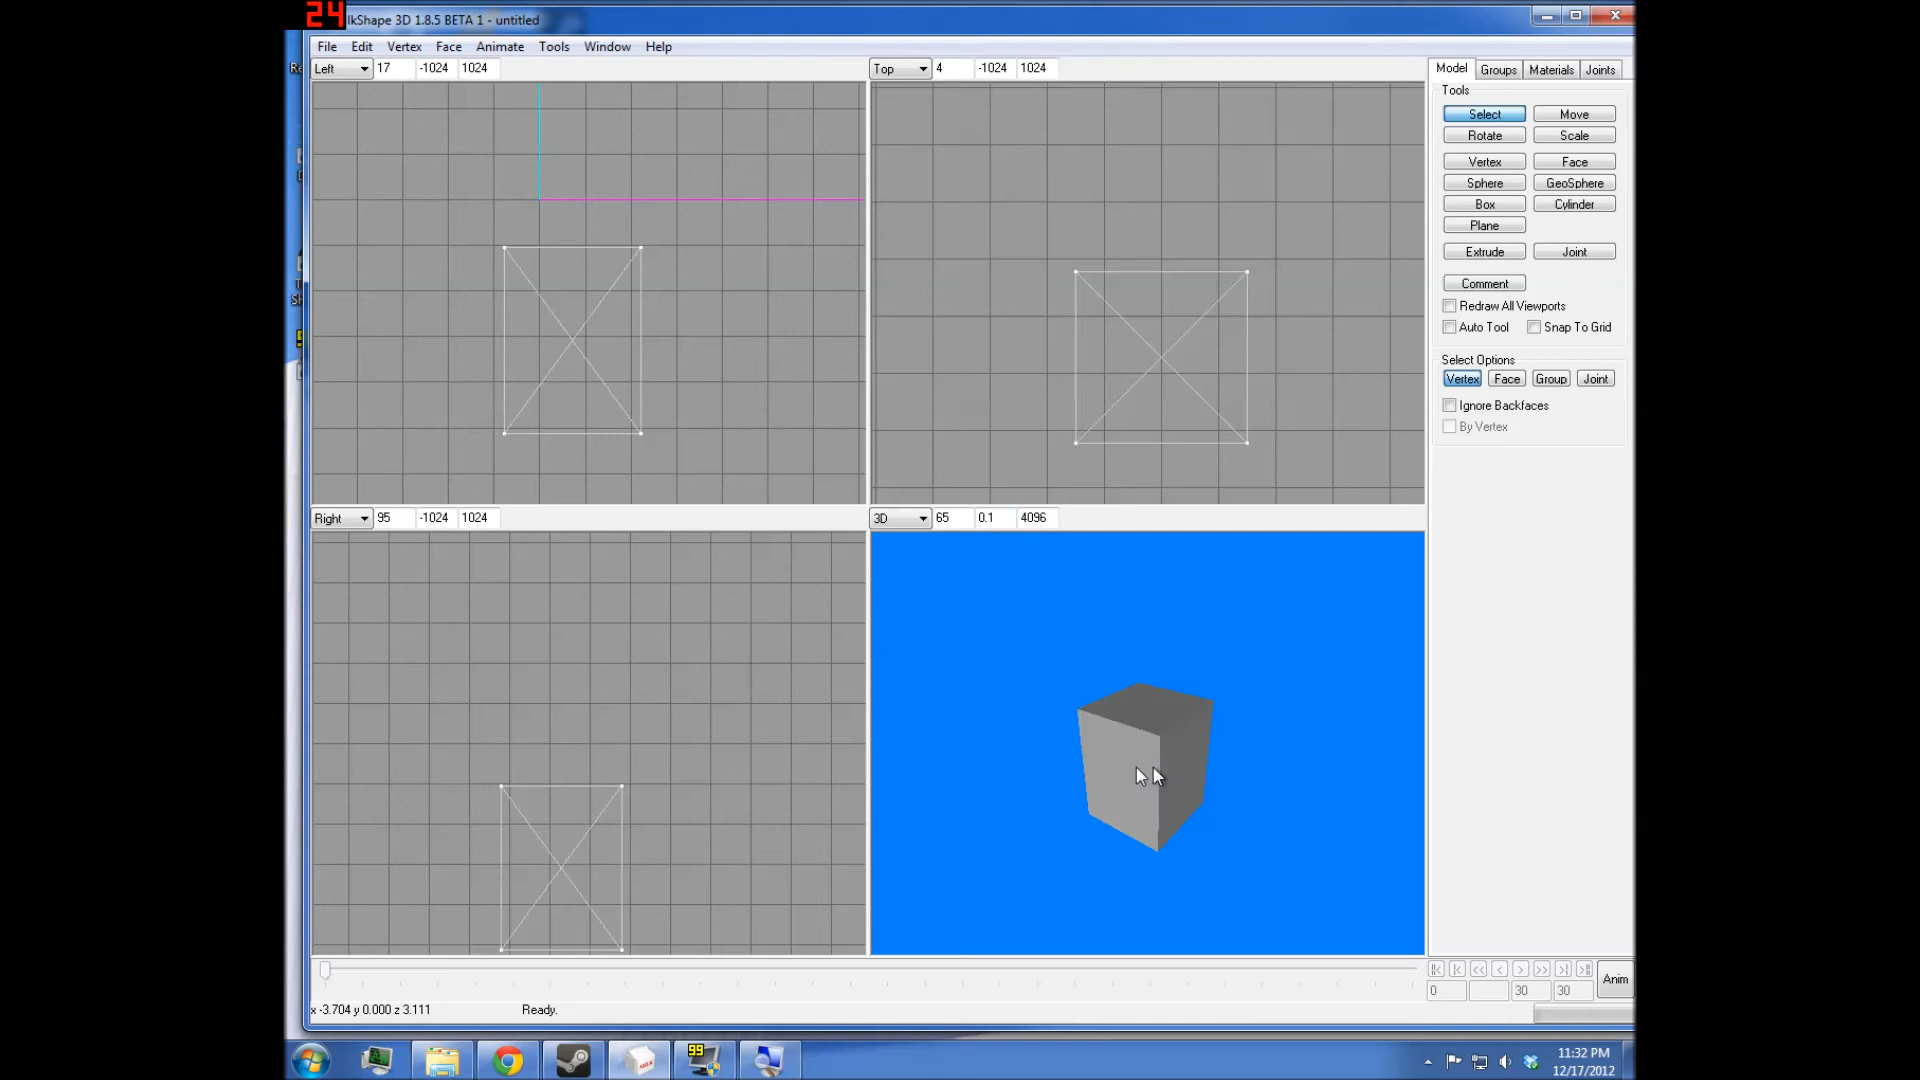 24
lkShape 3D 1.8.5 BETA 1 - untitled
File Edit Vertex Face Animate Tools Window Help
Left 17 -1024 1024
Top 4 -1024 1024
Model Groups Materials Joints
Tools
Select Move
Rotate Scale
Vertex Face
Sphere GeoSphere
Box Cylinder
Plane
Extrude Joint
Comment
Redraw All Viewports
Auto Tool Snap To Grid
Select Options
Vertex Face Group Joint
Ignore Backfaces
By Vertex
Right 95 -1024 1024
3D 65 0.1 4096
Anim
0 30 30
x -3.704 y 0.000 z 3.111 Ready.
MILK
99
11:32 PM
12/17/2012